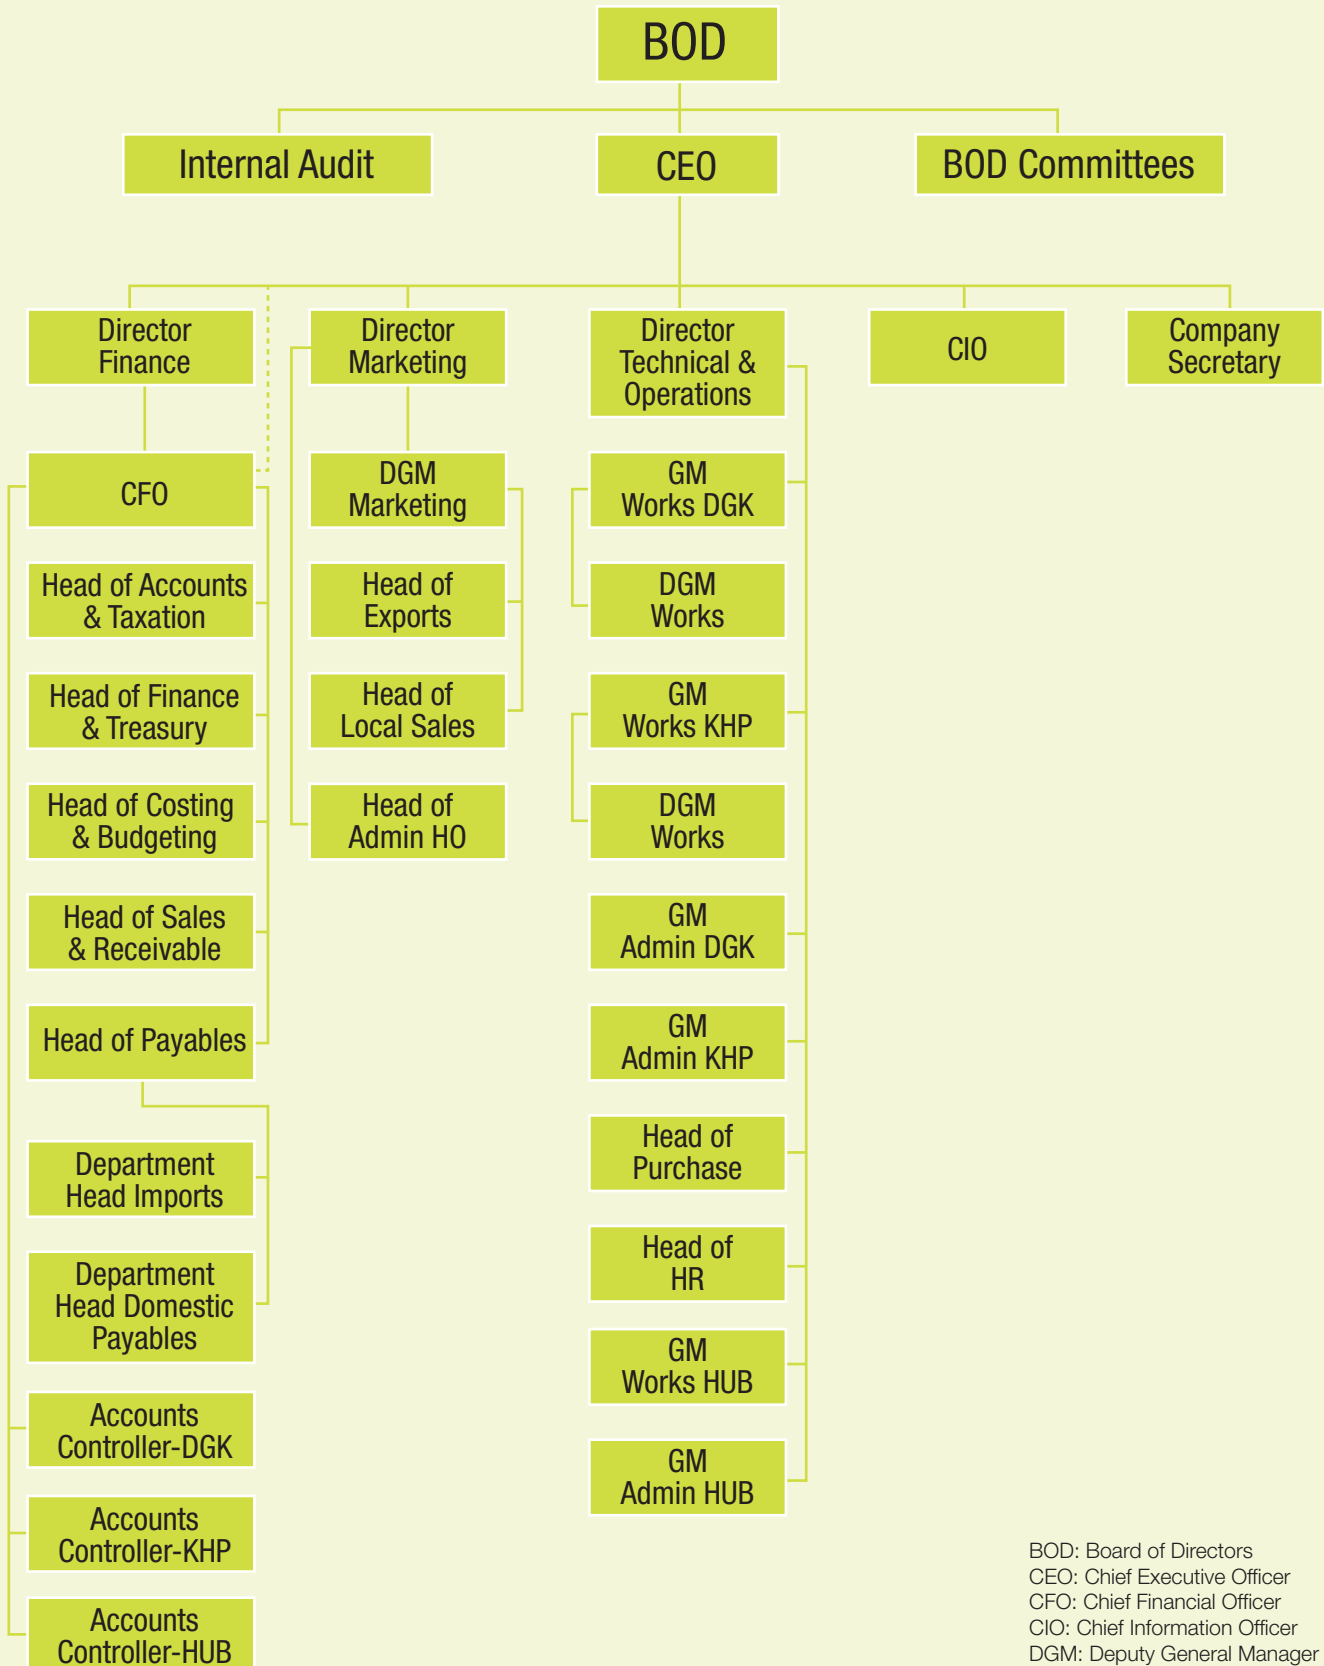 BOD
Internal Audit
CEO
BOD Committees
Director
Finance
Director
Marketing
Director
Technical &
Operations
CIO
Company
Secretary
CFO
Head of Accounts
& Taxation
Head of Finance
& Treasury
Head of Costing
& Budgeting
Head of Sales
& Receivable
Head of Payables
Department
Head Imports
Department
Head Domestic
Payables
Accounts
Controller-DGK
Accounts
Controller-KHP
Accounts
Controller-HUB
DGM
Marketing
Head of
Exports
Head of
Local Sales
Head of
Admin HO
GM
Works DGK
DGM
Works
GM
Works KHP
DGM
Works
GM
Admin DGK
GM
Admin KHP
Head of
Purchase
Head of
HR
GM
Works HUB
GM
Admin HUB
BOD: Board of Directors
CEO: Chief Executive Officer
CFO: Chief Financial Officer
CIO: Chief Information Officer
DGM: Deputy General Manager